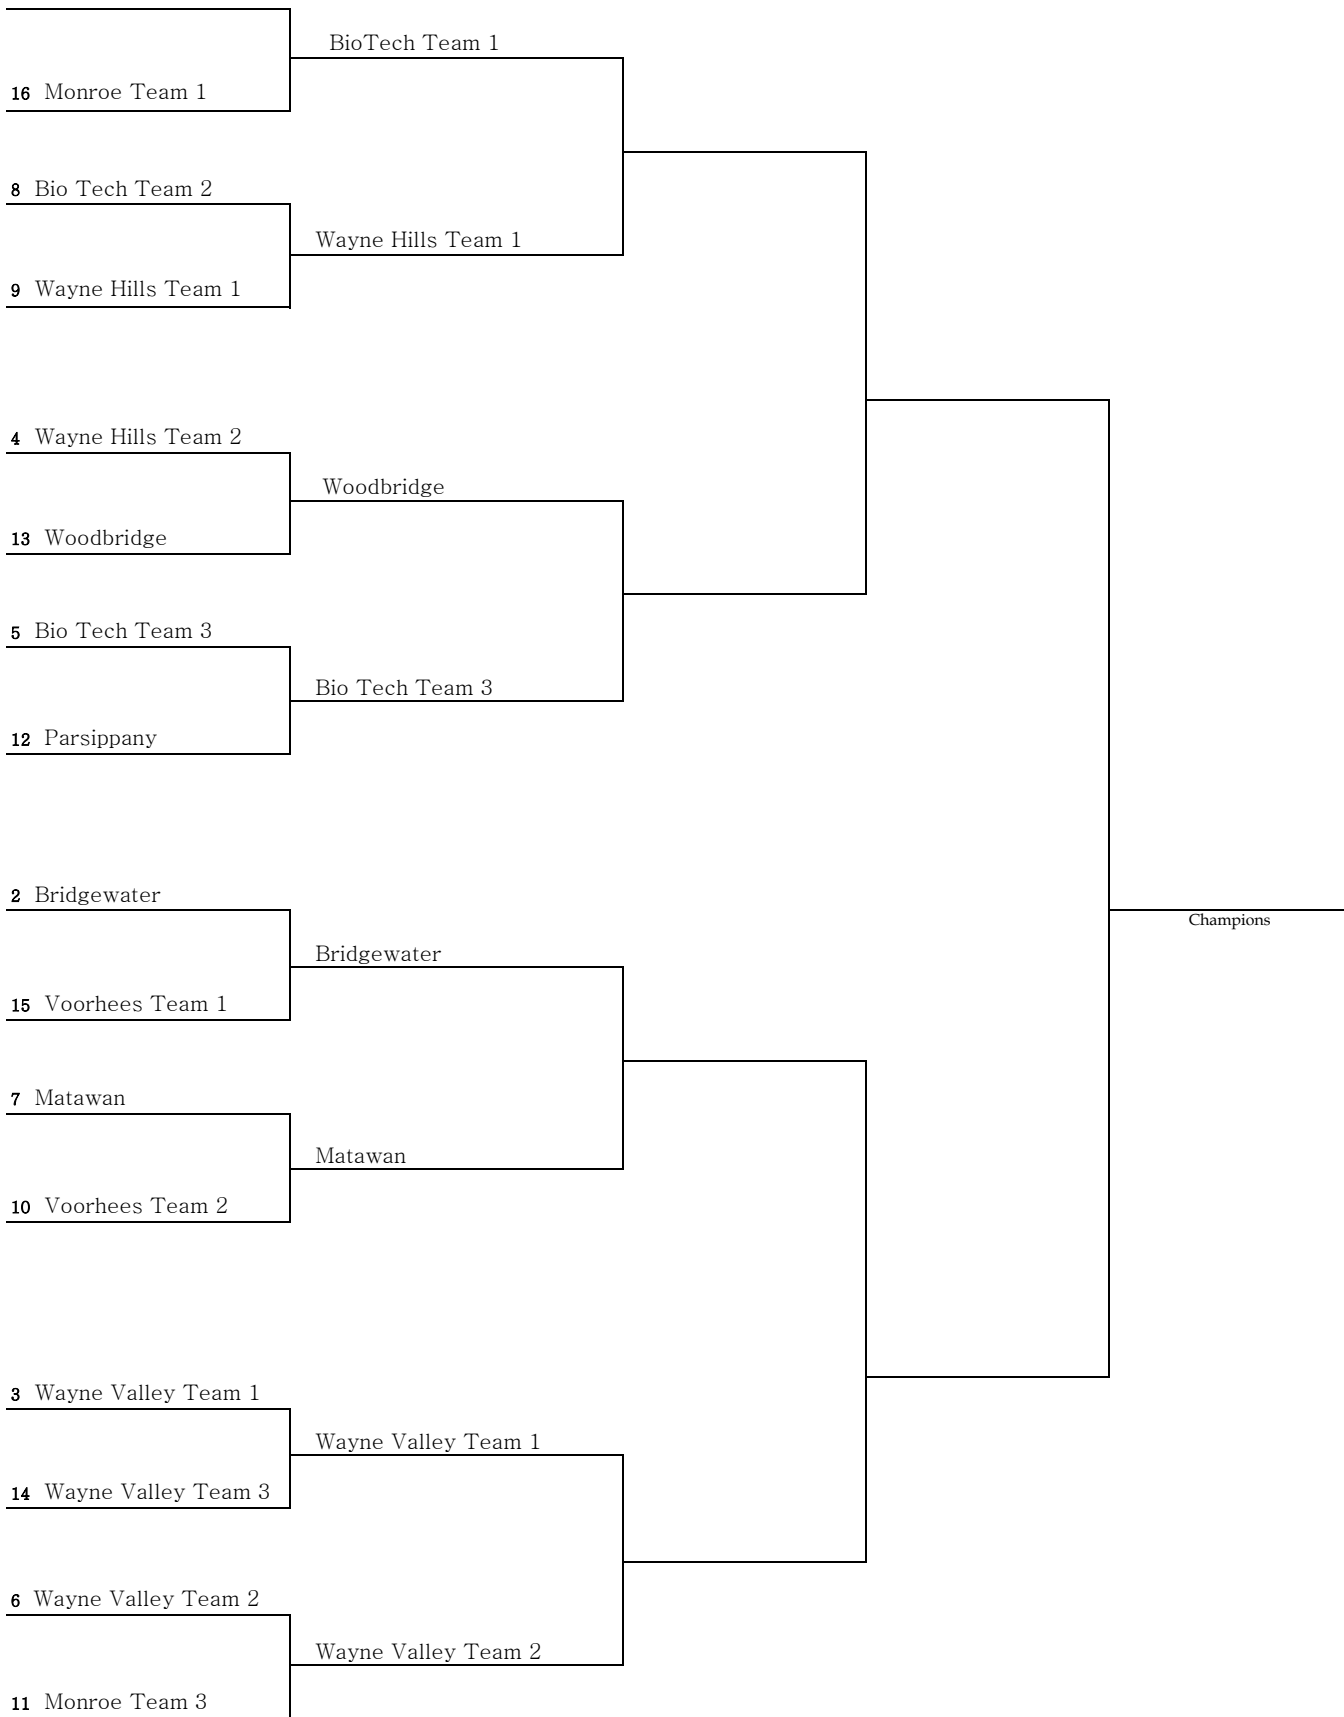 BioTech Team 1
16 Monroe Team 1
8 Bio Tech Team 2
Wayne Hills Team 1
9 Wayne Hills Team 1
4 Wayne Hills Team 2
Woodbridge
13 Woodbridge
5 Bio Tech Team 3
Bio Tech Team 3
12 Parsippany
2 Bridgewater
Champions
Bridgewater
15 Voorhees Team 1
7 Matawan
Matawan
10 Voorhees Team 2
3 Wayne Valley Team 1
Wayne Valley Team 1
14 Wayne Valley Team 3
6 Wayne Valley Team 2
Wayne Valley Team 2
11 Monroe Team 3